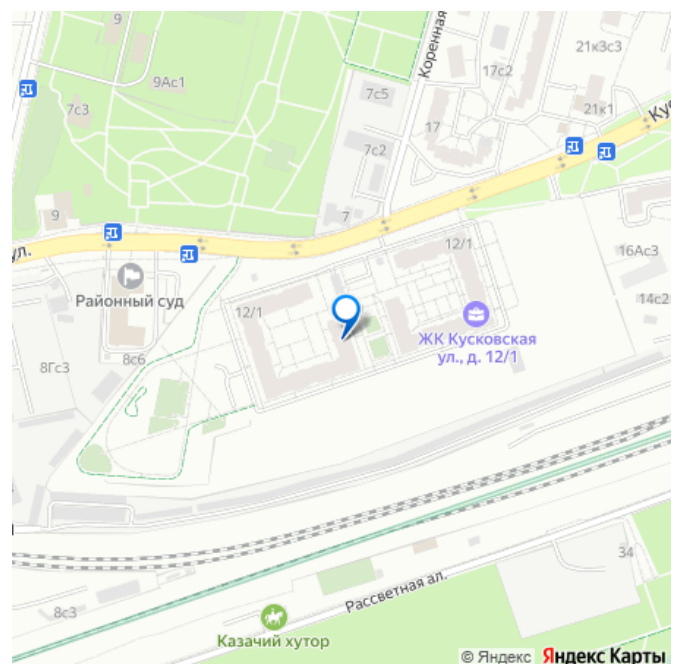 9
9Ас1
7с3
7с5
Коренная
17с2
21к3с3
21к1
17
7с2
Кус
9
7
ул.
12/1
16Ас3
Районный суд
14с2
12/1
ЖК Кусковская
ул., д. 12/1
8с6
8Гс3
34
Рассветная ал.
8с3
Казачий хутор
© Яндекс Яндекс Карты